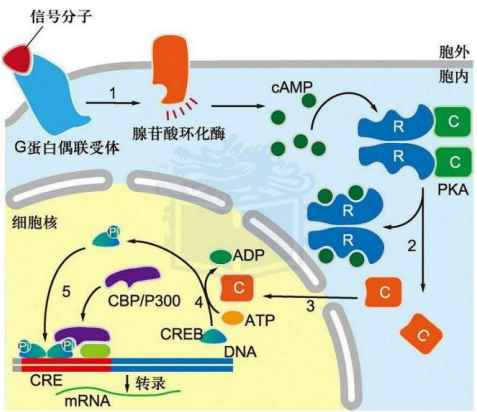 信号分子
胞外
胞内
1
cAMP
G蛋白偶联受体
腺苷酸环化酶
R
C
R
C
PKA
细胞核
R
R
2
Pi
ADP
C
3
C
C
5
CBP/P300
4
ATP
CREB
Pi
Pi
DNA
CRE
转录
mRNA